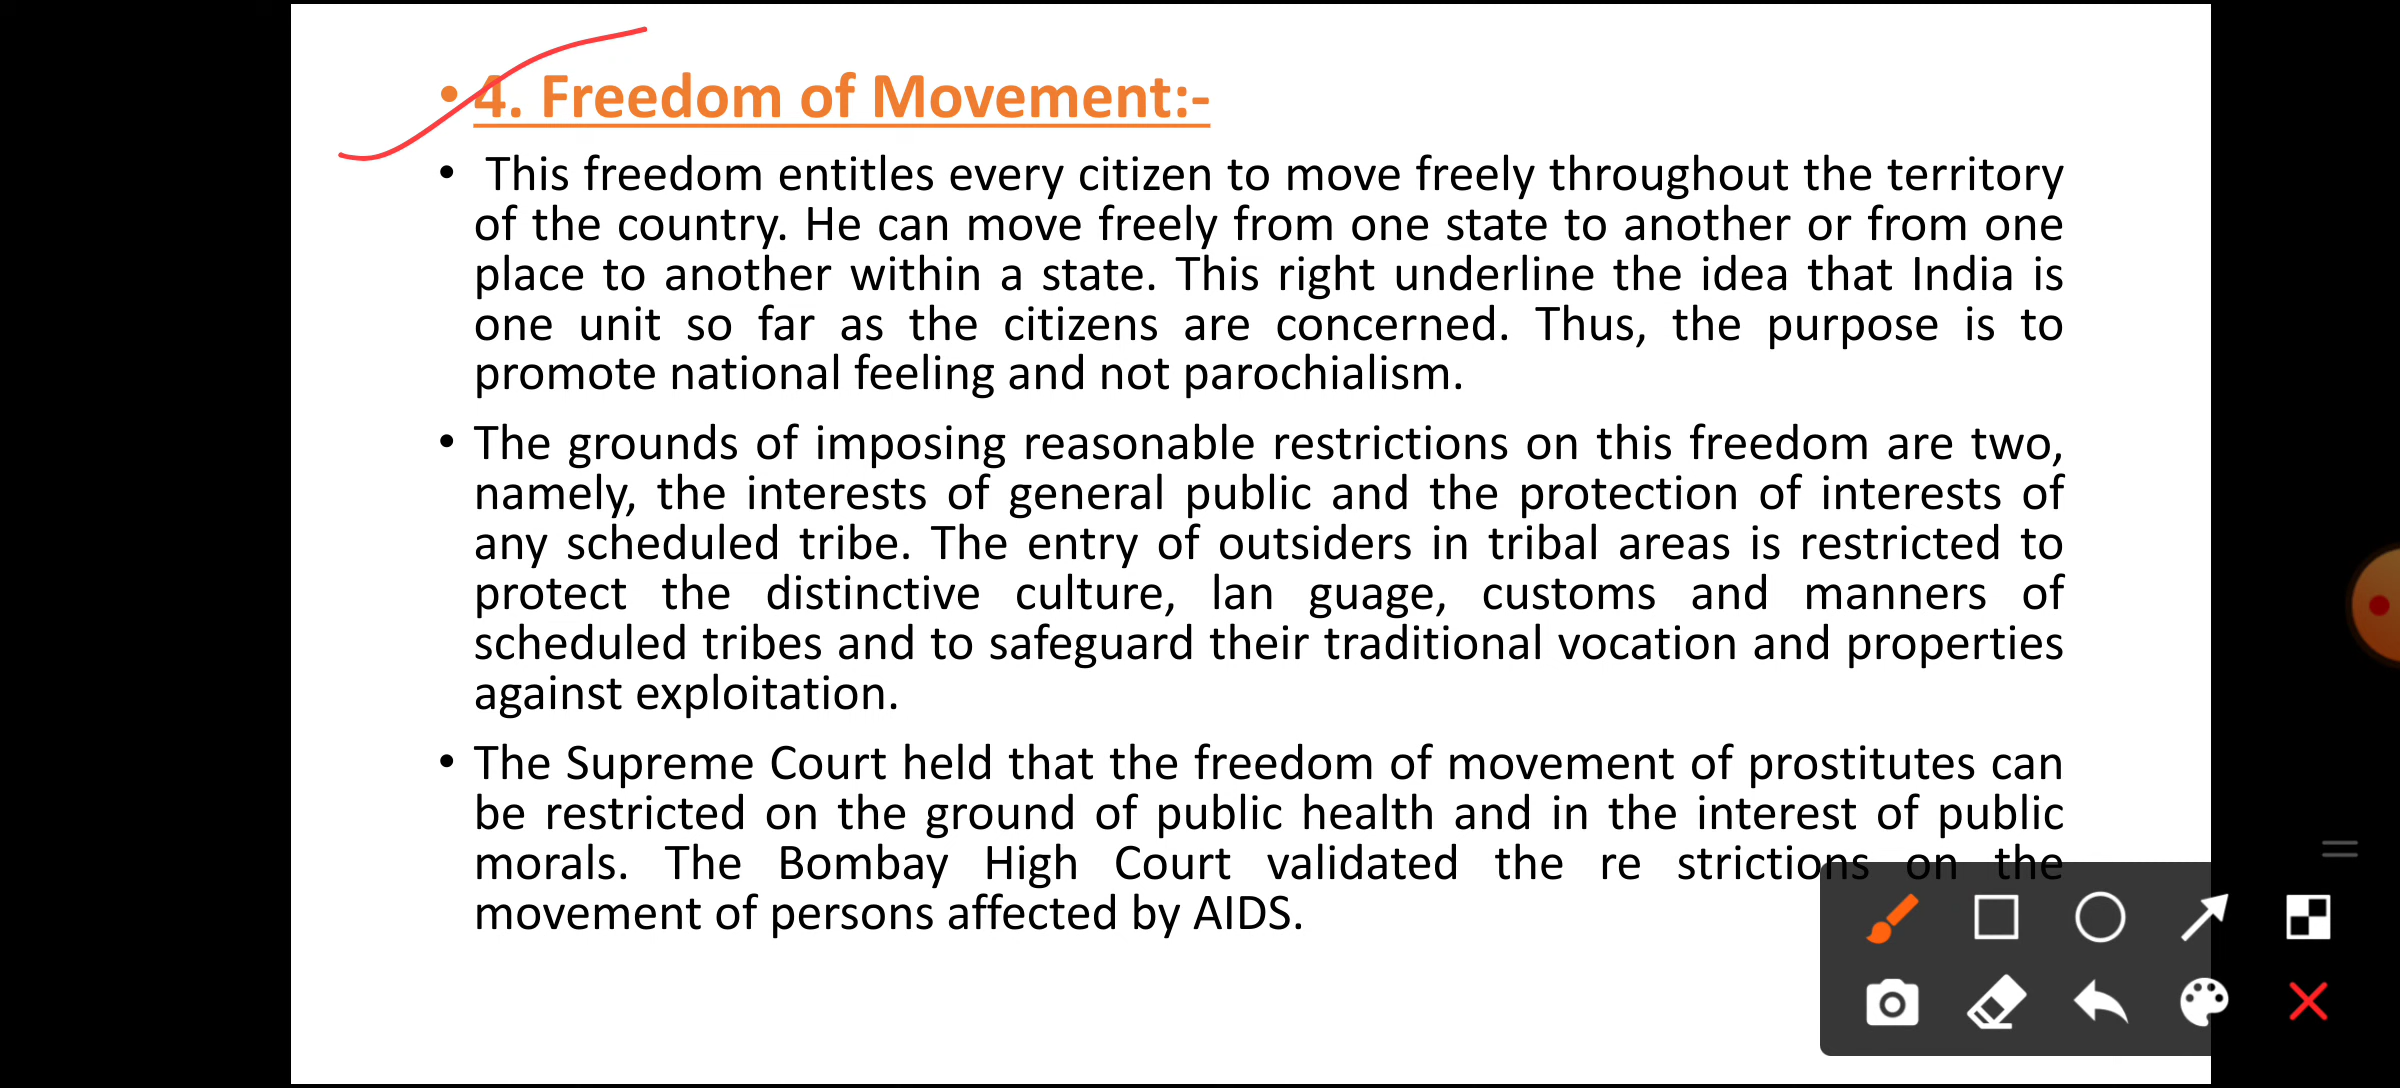 • 4. Freedom of Movement:-
• This freedom entitles every citizen to move freely throughout the territory
of the country. He can move freely from one state to another or from one
place to another within a state. This right underline the idea that India is
one unit so far as the citizens are concerned. Thus, the purpose is to
promote national feeling and not parochialism.
• The grounds of imposing reasonable restrictions on this freedom are two,
namely, the interests of general public and the protection of interests of
any scheduled tribe. The entry of outsiders in tribal areas is restricted to
protect the distinctive culture, lan guage, customs and manners of
scheduled tribes and to safeguard their traditional vocation and properties
against exploitation.
• The Supreme Court held that the freedom of movement of prostitutes can
be restricted on the ground of public health and in the interest of public
morals. The Bombay High Court validated the re strictions on the
movement of persons affected by AIDS.